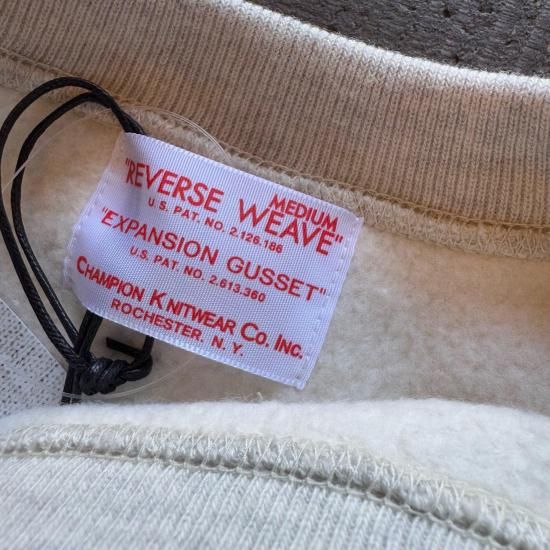 MEDIUM
"REVERSE WEAVE"
U.S. PAT. NO. 2.126.186
"EXPANSION GUSSET"
U.S. PAT. NO. 2.613.360
CHAMPION KNITWEAR CO. INC.
ROCHESTER, N. Y.